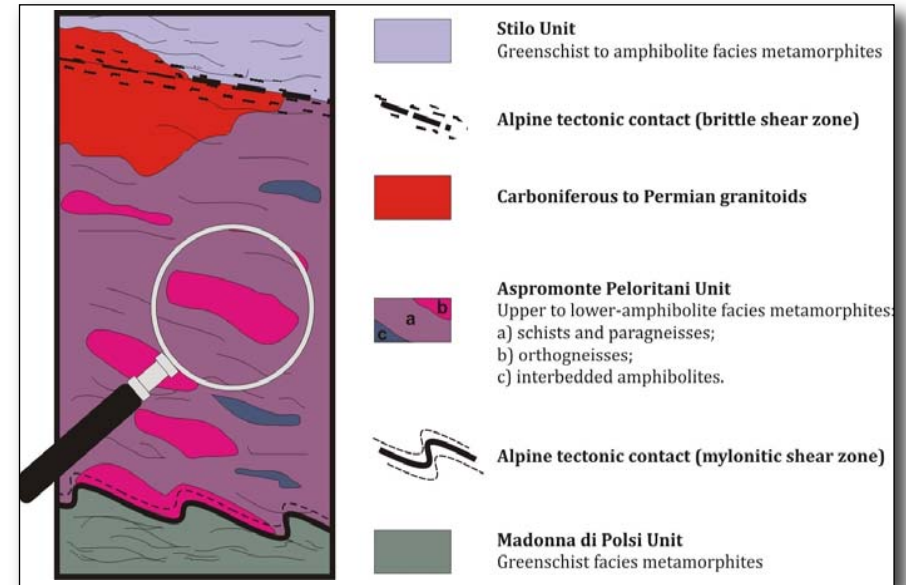 Stilo Unit
Greenschist to amphibolite facies metamorphites
Alpine tectonic contact (brittle shear zone)
Carboniferous to Permian granitoids
Aspromonte Peloritani Unit
Upper to lower-amphibolite facies metamorphites:
a) schists and paragneisses;
b) orthogneisses;
c) interbedded amphibolites.
a
b
c
Alpine tectonic contact (mylonitic shear zone)
Madonna di Polsi Unit
Greenschist facies metamorphites